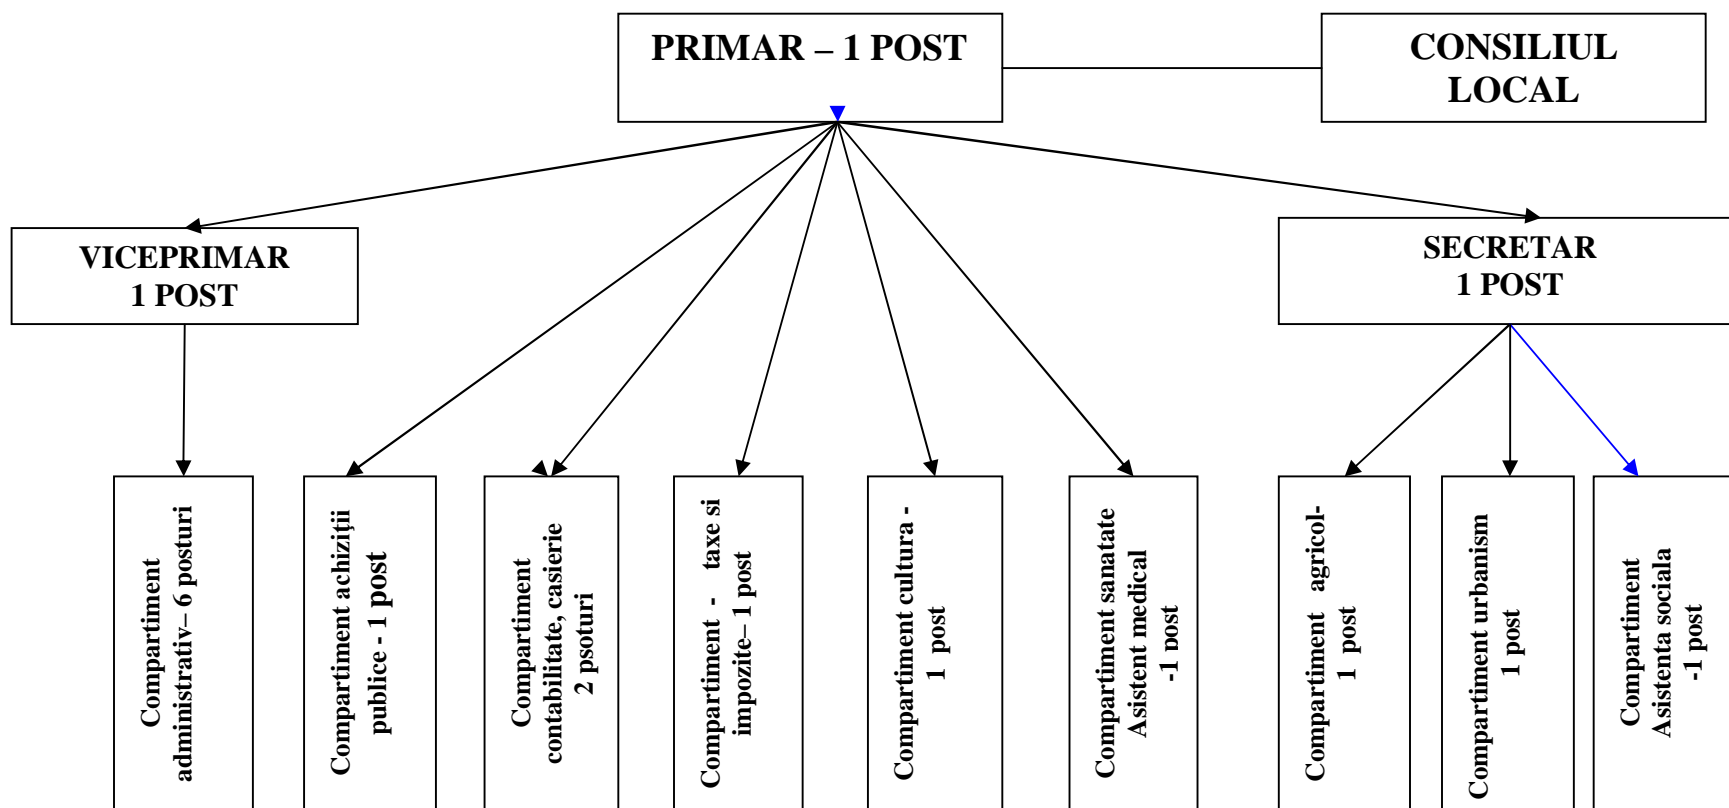 PRIMAR – 1 POST
CONSILIUL
LOCAL
VICEPRIMAR
1 POST
SECRETAR
1 POST
Compartiment
administrativ– 6 posturi
Compartiment achiziţii
publice - 1 post
Compartiment
contabilitate, casierie
2 psoturi
Compartiment - taxe si
impozite– 1 post
Compartiment cultura -
1 post
Compartiment sanatate
Asistent medical
-1 post
Compartiment agricol-
1 post
Compartiment urbanism
1 post
Compartiment
Asistenta sociala
-1 post